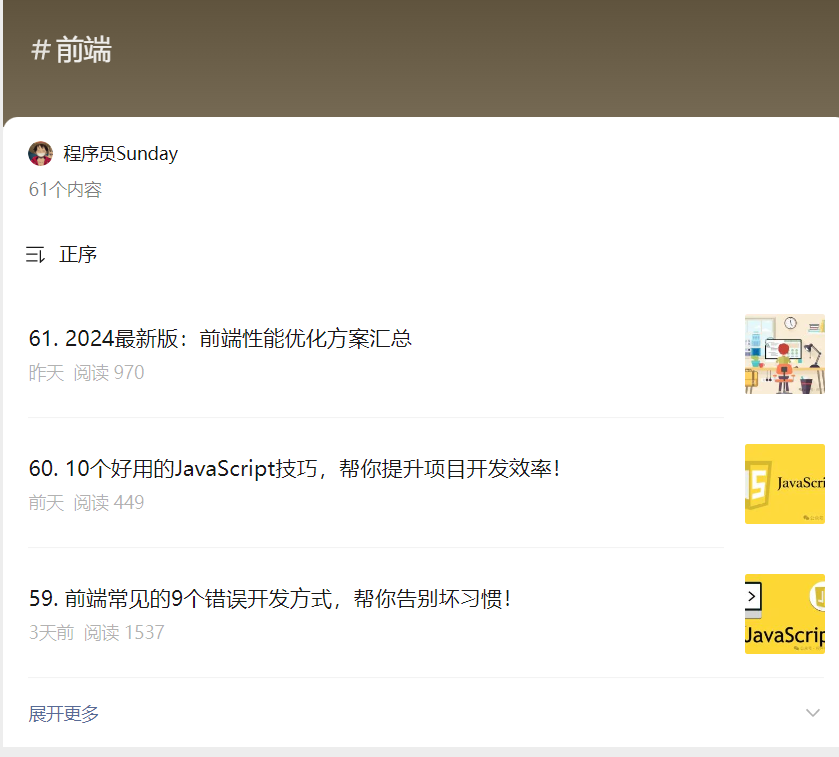 #前端
程序员Sunday
61个内容
正序
61. 2024最新版：前端性能优化方案汇总
昨天 阅读 970
60. 10个好用的JavaScript技巧，帮你提升项目开发效率！
前天 阅读 449
JS JavaScri
59. 前端常见的9个错误开发方式，帮你告别坏习惯！
3天前 阅读 1537
JavaScrip
展开更多